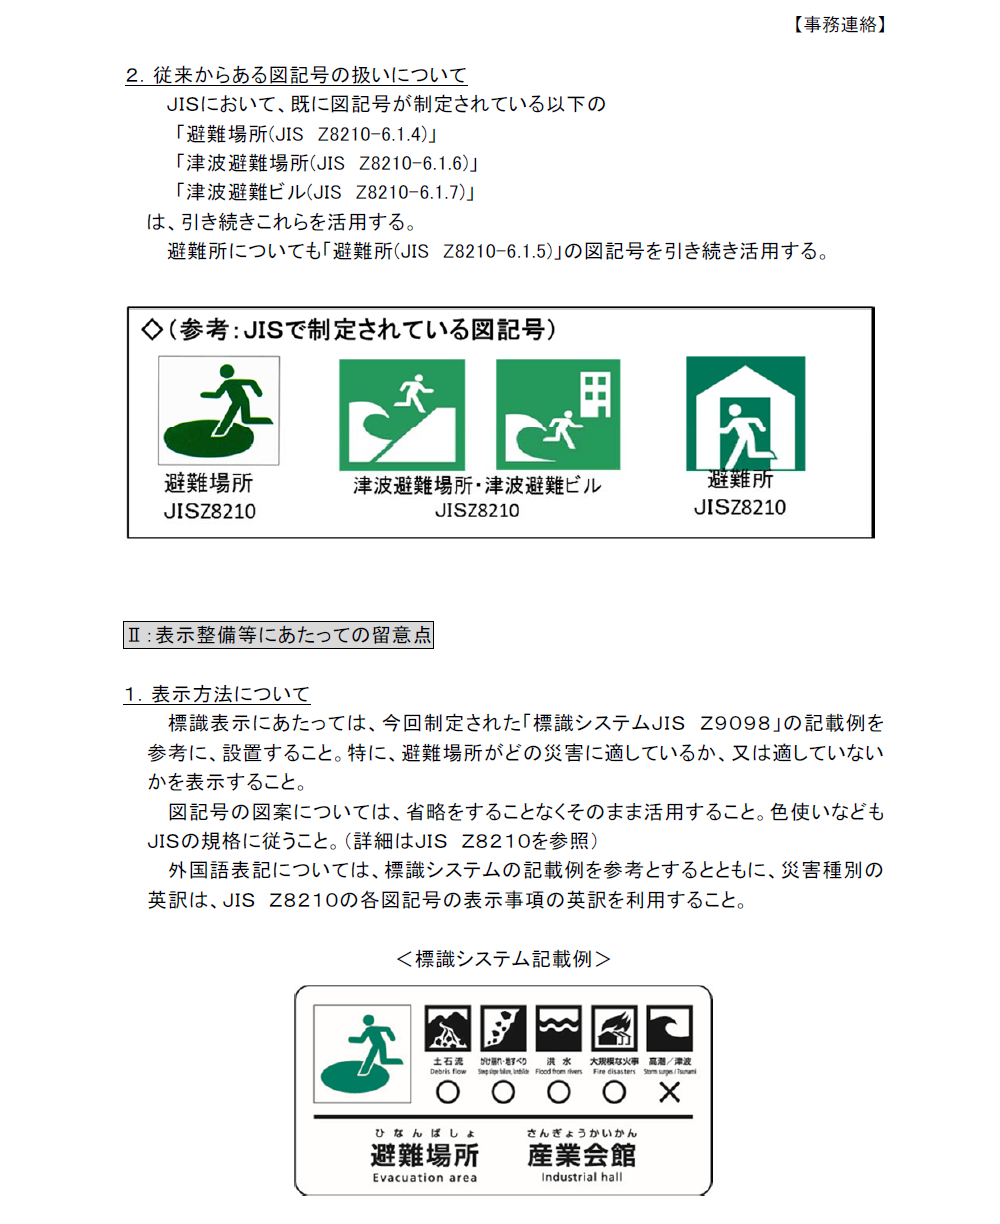 【事務連絡】
２．従来からある図記号の扱いについて
JISにおいて、既に図記号が制定されている以下の
「避難場所(JIS Z8210-6.1.4)」
「津波避難場所(JIS Z8210-6.1.6)」
「津波避難ビル(JIS Z8210-6.1.7)」
は、引き続きこれらを活用する。
避難所についても「避難所(JIS Z8210-6.1.5)」の図記号を引き続き活用する。
◇（参考：JISで制定されている図記号）
避難場所
JISZ8210
津波避難場所・津波避難ビル
JISZ8210
避難所
JISZ8210
Ⅱ：表示整備等にあたっての留意点
１．表示方法について
標識表示にあたっては、今回制定された「標識システムJIS Z9098」の記載例を
参考に、設置すること。特に、避難場所がどの災害に適しているか、又は適していない
かを表示すること。
図記号の図案については、省略をすることなくそのまま活用すること。色使いなども
JISの規格に従うこと。（詳細はJIS Z8210を参照）
外国語表記については、標識システムの記載例を参考とするとともに、災害種別の
英訳は、JIS Z8210の各図記号の表示事項の英訳を利用すること。
＜標識システム記載例＞
土石流
Debris flow
がけ崩れ・地すべり
Steep slope failure, landslide
洪水
Flood from rivers
大規模な火事
Fire disasters
高潮／津波
Storm surges / Tsunami
○ ○ ○ ○ ×
ひなんばしょ
避難場所
Evacuation area
さんぎょうかいかん
産業会館
Industrial hall